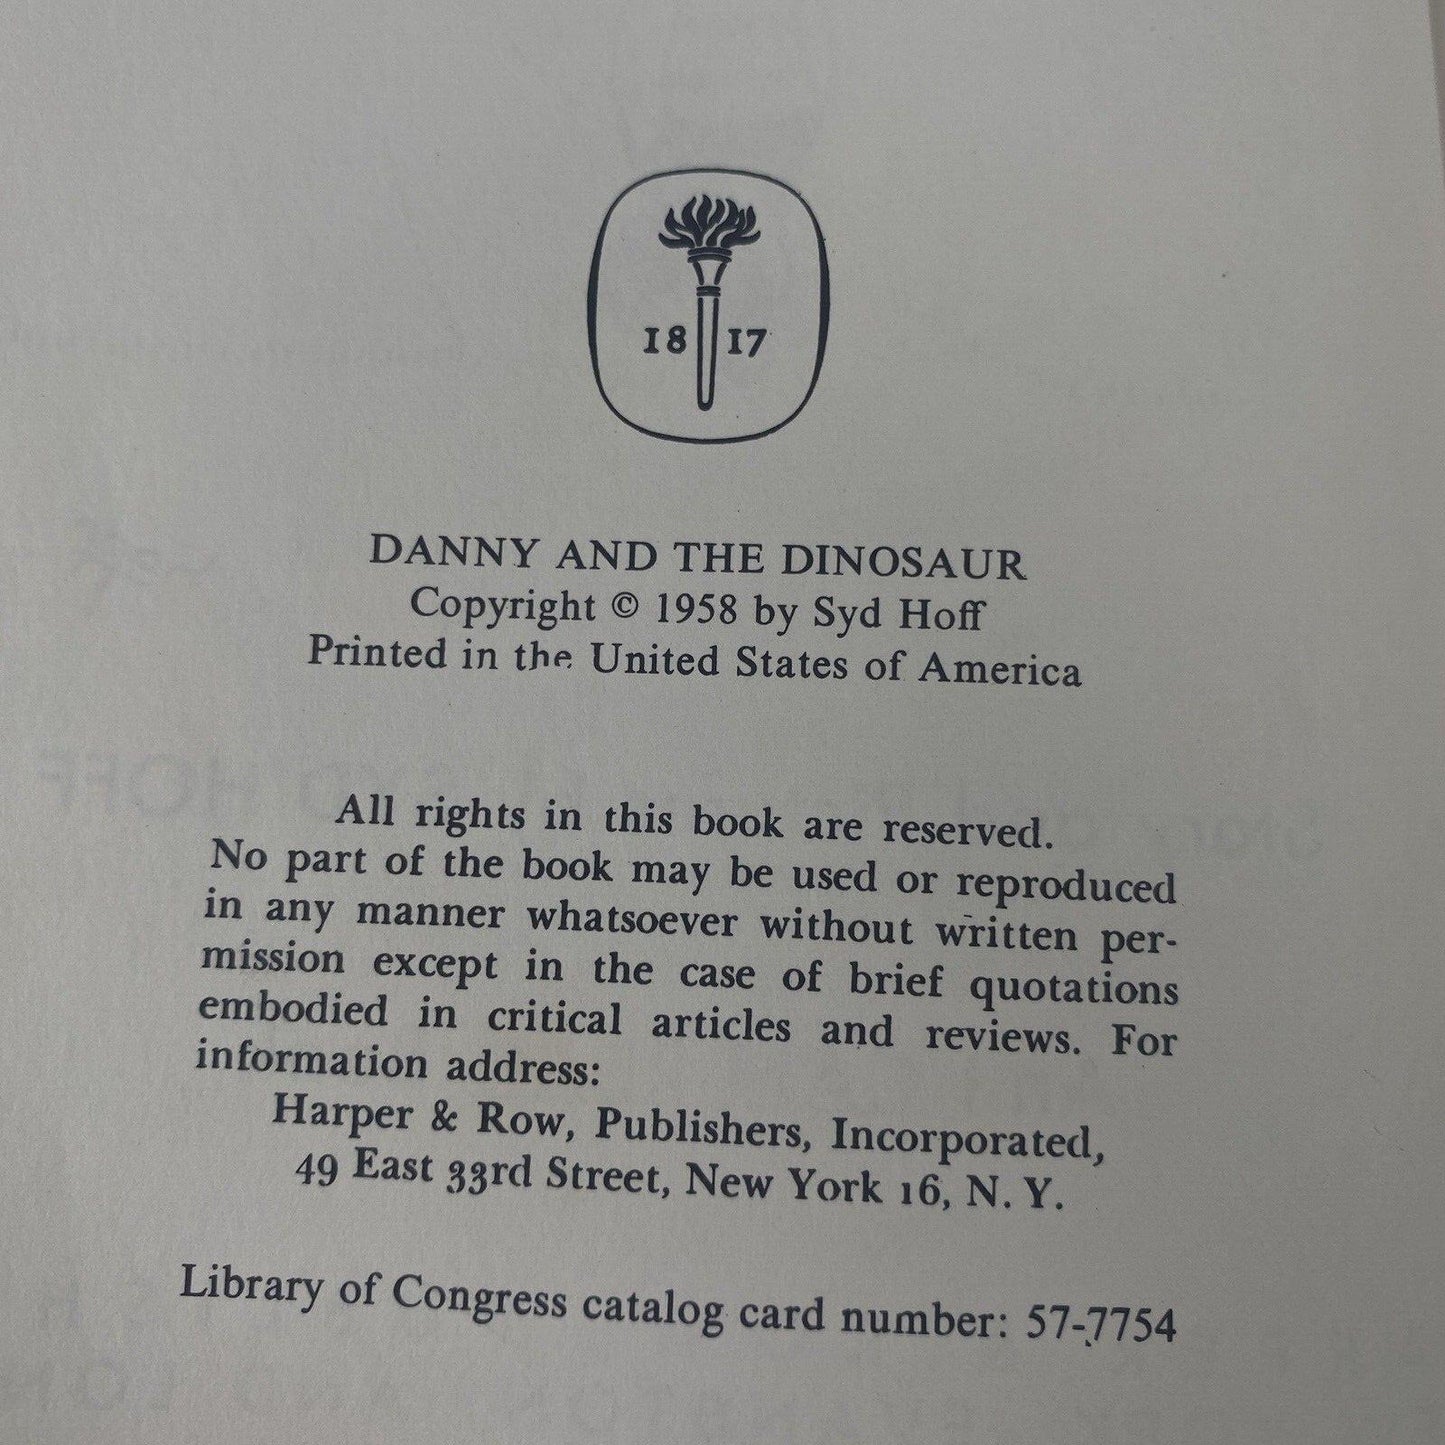 18 17
DANNY AND THE DINOSAUR
Copyright © 1958 by Syd Hoff
Printed in the United States of America
All rights in this book are reserved.
No part of the book may be used or reproduced
in any manner whatsoever without written per-
mission except in the case of brief quotations
embodied in critical articles and reviews. For
information address:
Harper & Row, Publishers, Incorporated,
49 East 33rd Street, New York 16, N. Y.
Library of Congress catalog card number: 57-7754
HOFF